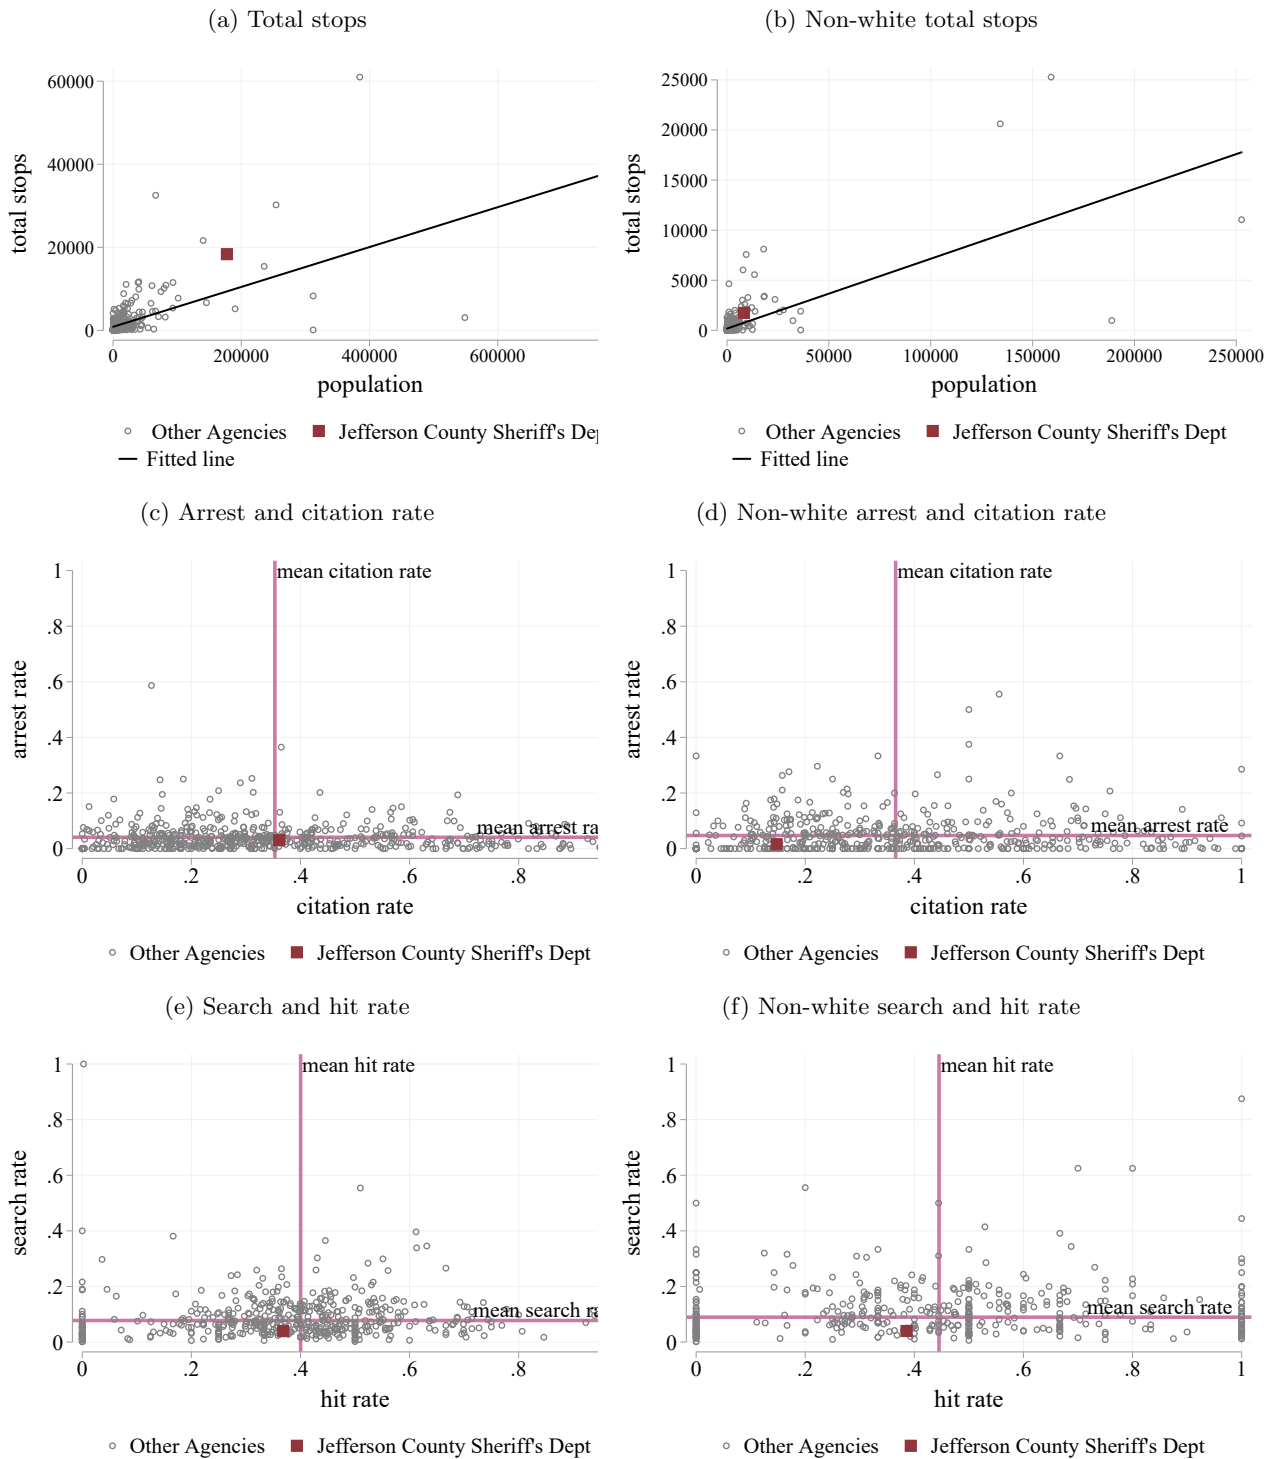 (a) Total stops
60000
40000
20000
0
total stops
0 200000 400000 600000
population
Other Agencies Jefferson County Sheriff's Dep
Fitted line
(b) Non-white total stops
25000
20000
15000
10000
5000
0
total stops
0 50000 100000 150000 200000 250000
population
Other Agencies Jefferson County Sheriff's Dept
Fitted line
(c) Arrest and citation rate
mean citation rate
1
.8
.6
.4
.2
0
arrest rate
mean arrest ra
0 .2 .4 .6 .8
citation rate
Other Agencies Jefferson County Sheriff's Dept
(d) Non-white arrest and citation rate
mean citation rate
1
.8
.6
.4
.2
0
arrest rate
mean arrest rate
0 .2 .4 .6 .8 1
citation rate
Other Agencies Jefferson County Sheriff's Dept
(e) Search and hit rate
mean hit rate
1
.8
.6
.4
.2
0
search rate
mean search ra
0 .2 .4 .6 .8
hit rate
Other Agencies Jefferson County Sheriff's Dept
(f) Non-white search and hit rate
mean hit rate
1
.8
.6
.4
.2
0
search rate
mean search rate
0 .2 .4 .6 .8 1
hit rate
Other Agencies Jefferson County Sheriff's Dept